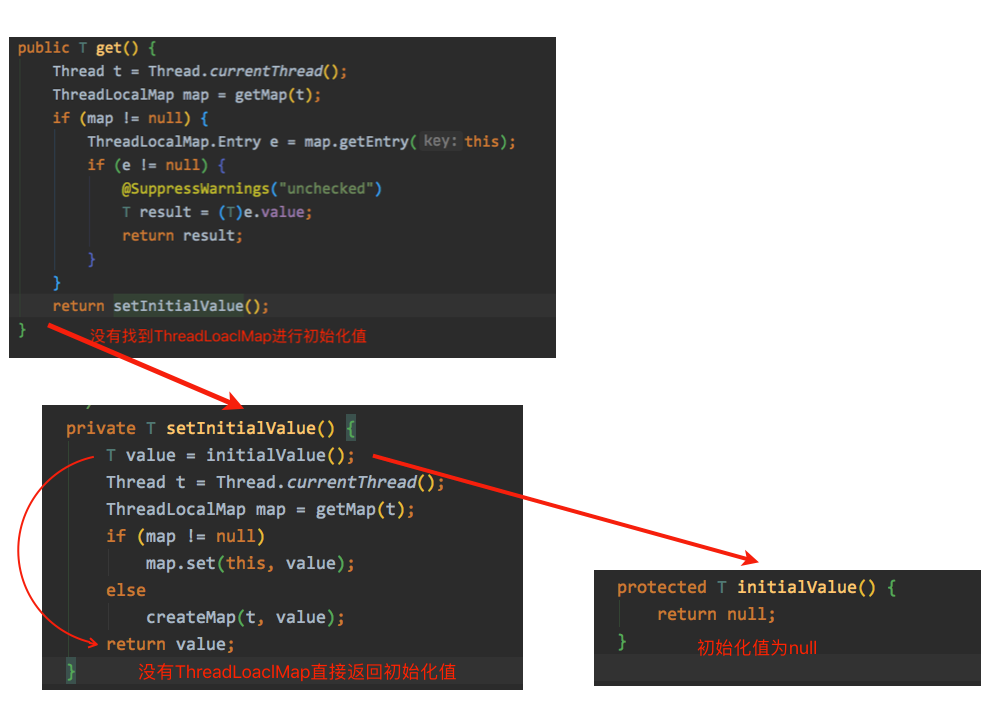 public T get() {
Thread t = Thread.currentThread();
ThreadLocalMap map = getMap(t);
if (map != null) {
ThreadLocalMap.Entry e = map.getEntry( key: this);
if (e != null) {
@SuppressWarnings("unchecked")
T result = (T)e.value;
return result;
}
}
return setInitialValue();
}
没有找到ThreadLoaclMap进行初始化值
private T setInitialValue() {
T value = initialValue();
Thread t = Thread.currentThread();
ThreadLocalMap map = getMap(t);
if (map != null)
map.set(this, value);
else
createMap(t, value);
return value;
}
没有ThreadLoaclMap直接返回初始化值
protected T initialValue() {
return null;
}
初始化值为null